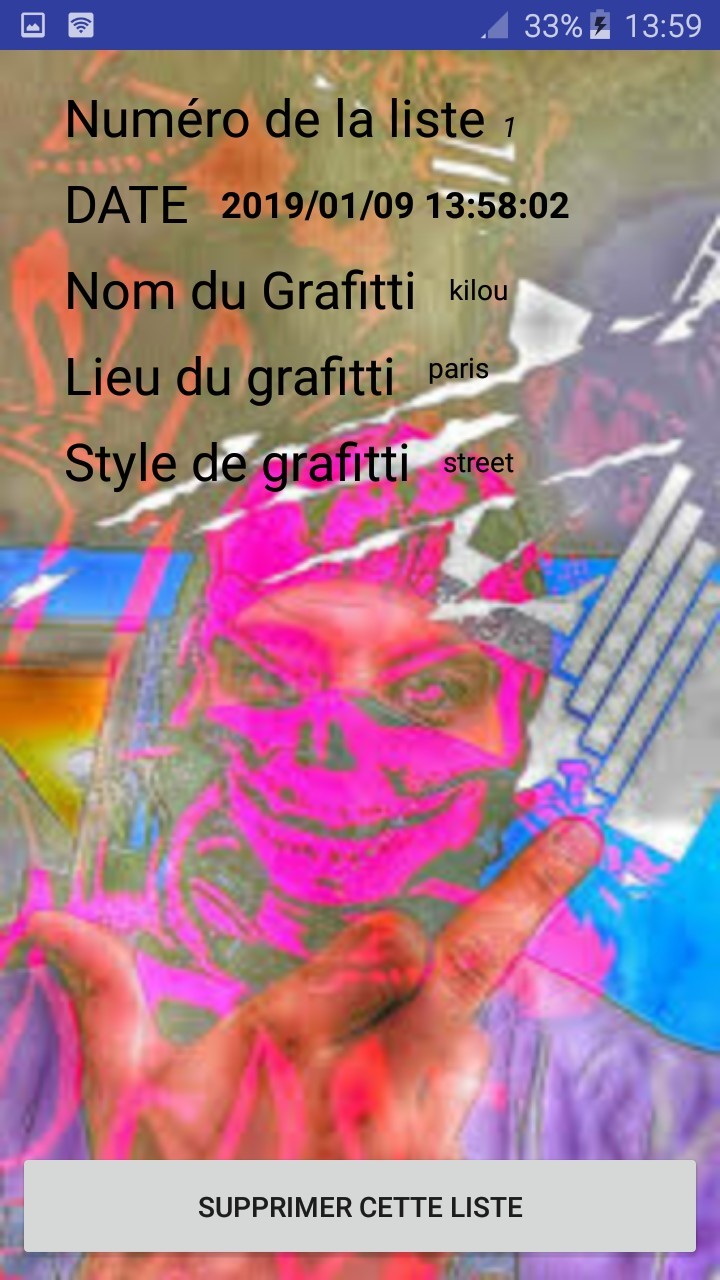 33% 13:59
Numéro de la liste 1
DATE 2019/01/09 13:58:02
Nom du Grafitti kilou
Lieu du grafitti paris
Style de grafitti street
SUPPRIMER CETTE LISTE